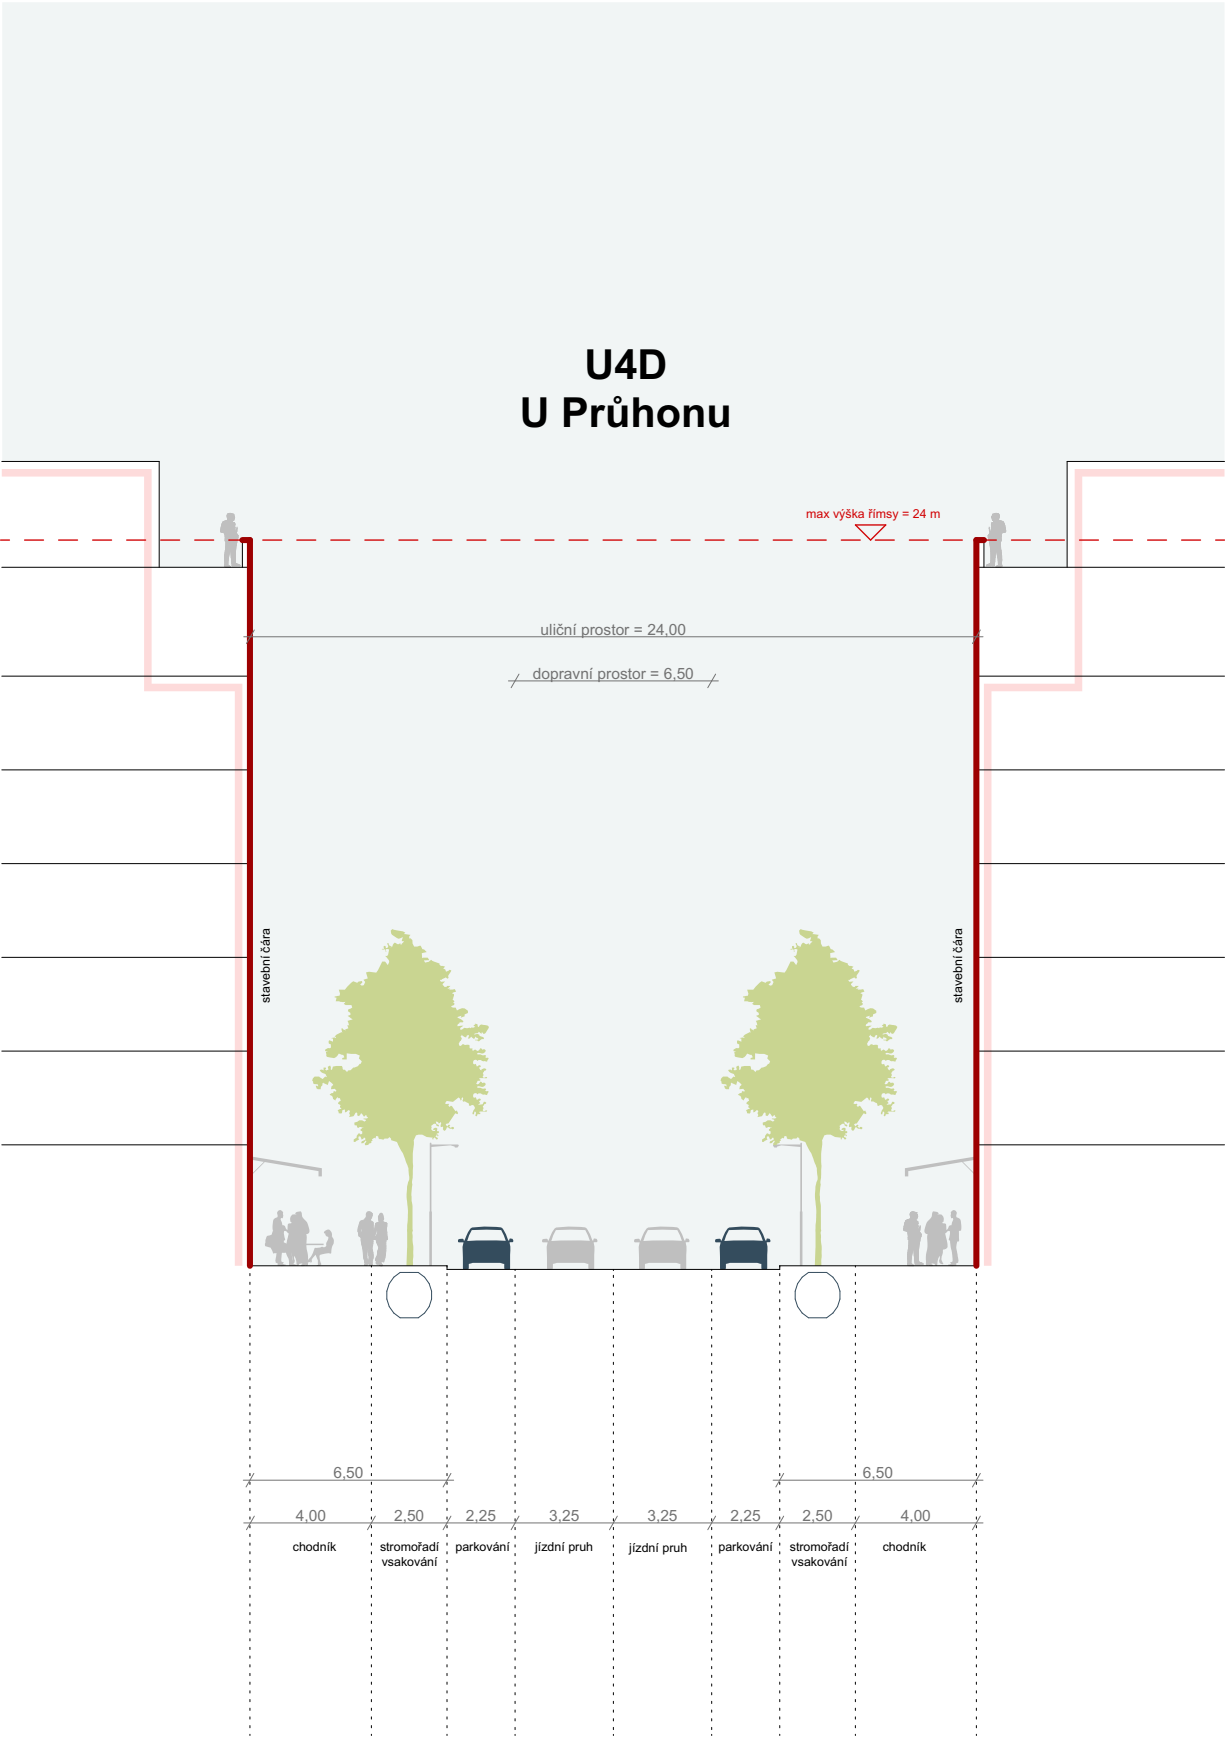 U4D
U Průhonu
max výška římsy = 24 m
uliční prostor = 24,00
dopravní prostor = 6,50
stavební čára
stavební čára
6,50
6,50
4,00
2,50
2,25
3,25
3,25
2,25
2,50
4,00
chodník
stromořadí
vsakování
parkování
jízdní pruh
jízdní pruh
parkování
stromořadí
vsakování
chodník